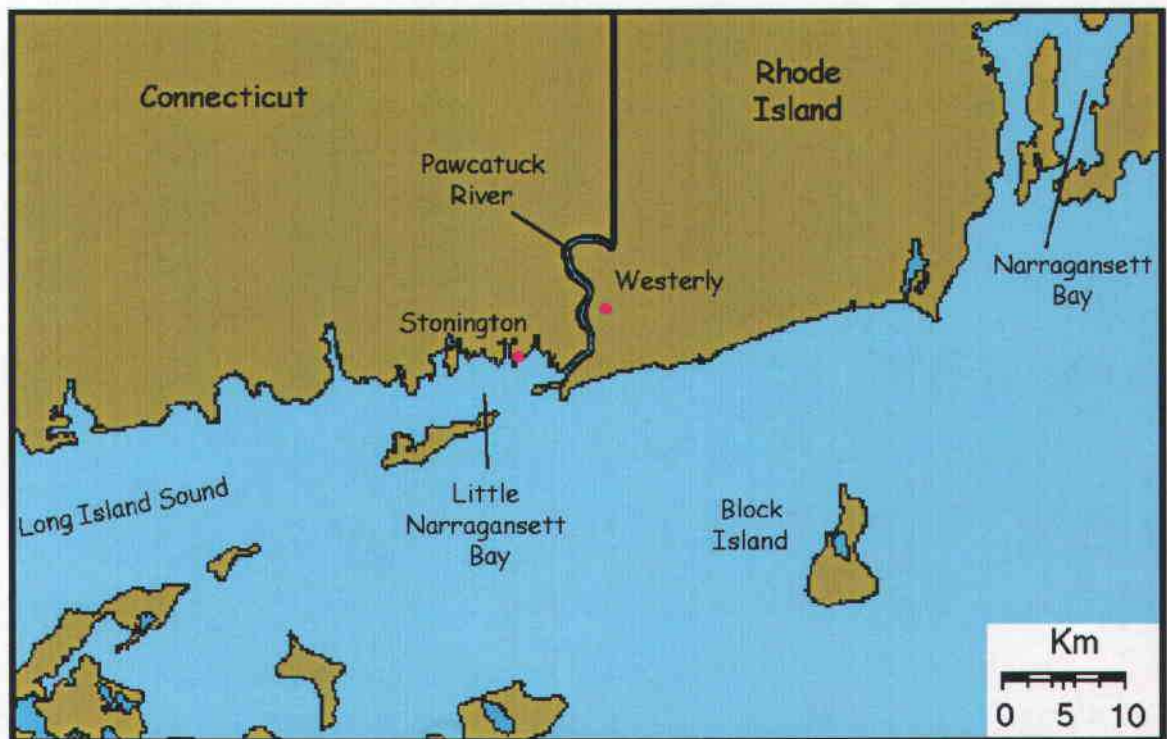 Connecticut
Rhode
Island
Pawcatuck
River
Westerly
Narragansett
Bay
Stonington
Long Island Sound
Little
Narragansett
Bay
Block
Island
Km
0 5 10